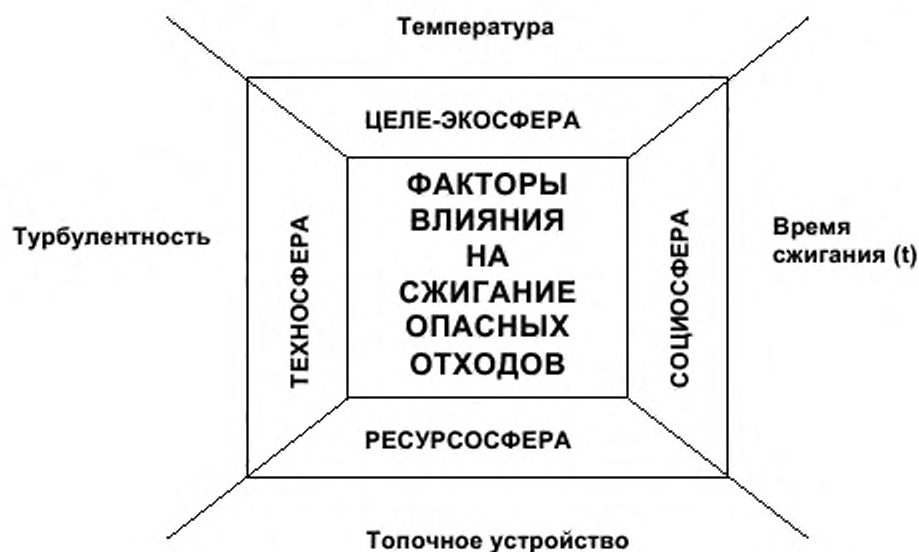 Температура
ЦЕЛЕ-ЭКОСФЕРА
Турбулентность
ТЕХНОСФЕРА
ФАКТОРЫ
ВЛИЯНИЯ
НА
СЖИГАНИЕ
ОПАСНЫХ
ОТХОДОВ
СОЦИОСФЕРА
Время
сжигания (t)
РЕСУРСОСФЕРА
Топочное устройство